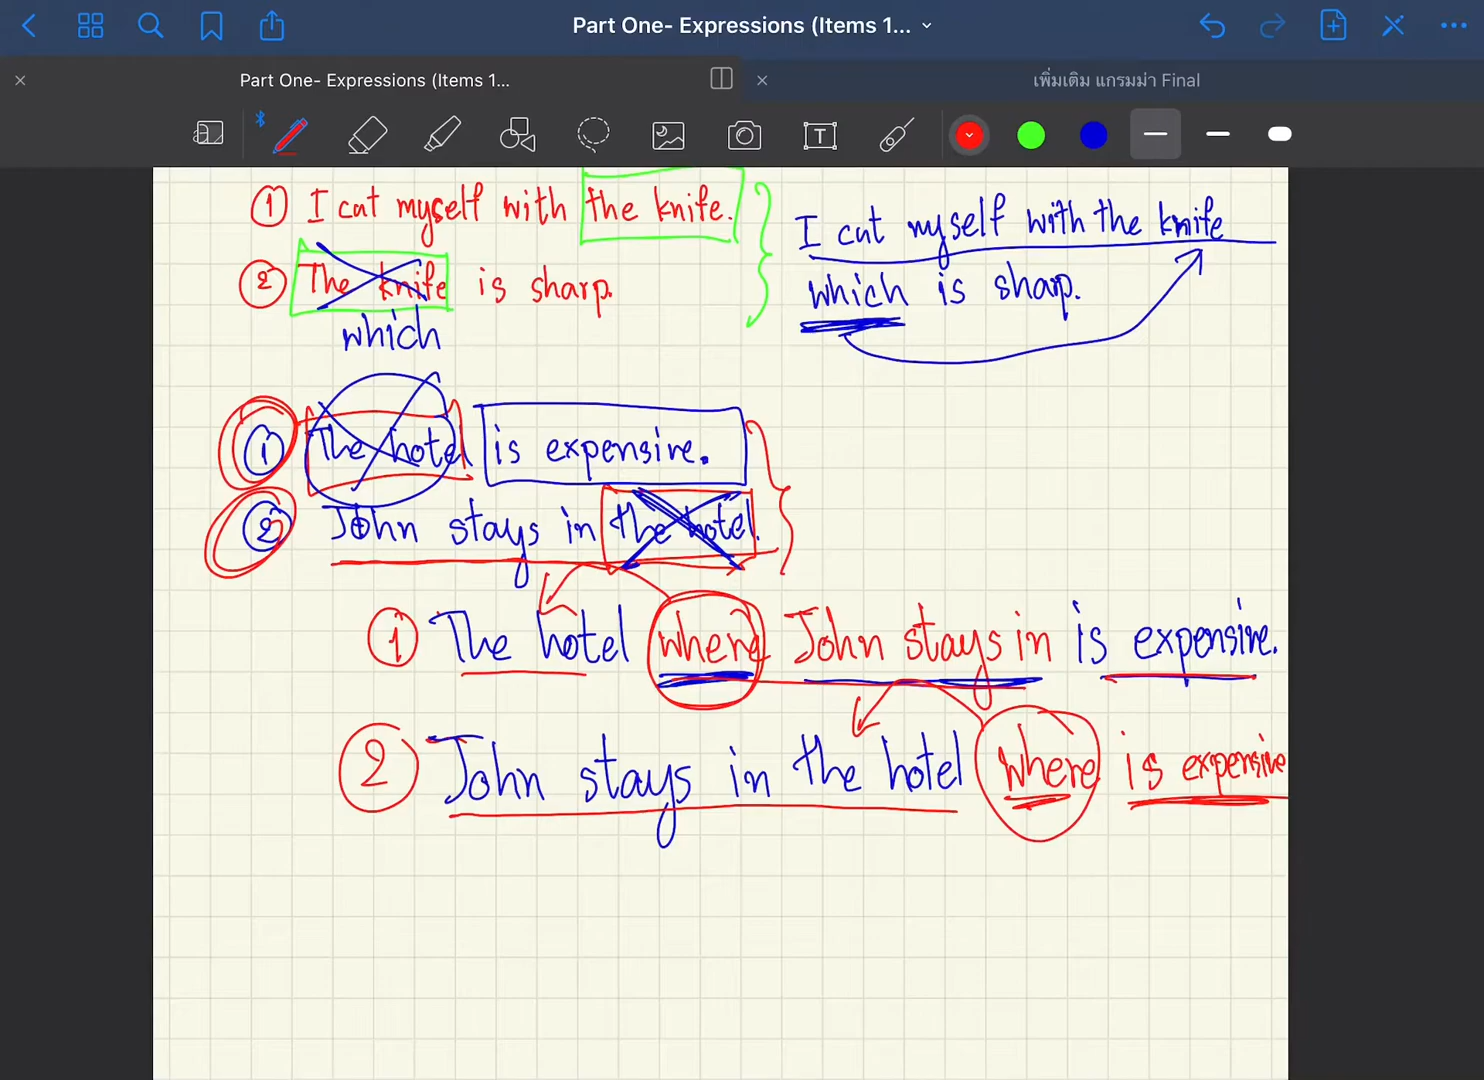 Part One- Expressions (Items 1...
Part One- Expressions (Items 1...
เพิ่มเติม แกรมม่า Final
① I cut myself with the knife.
② The knife is sharp.
which
I cut myself with the knife
which is sharp.
① The hotel is expensive.
② John stays in the hotel.
① The hotel where John stays in is expensive.
② John stays in the hotel where is expensive